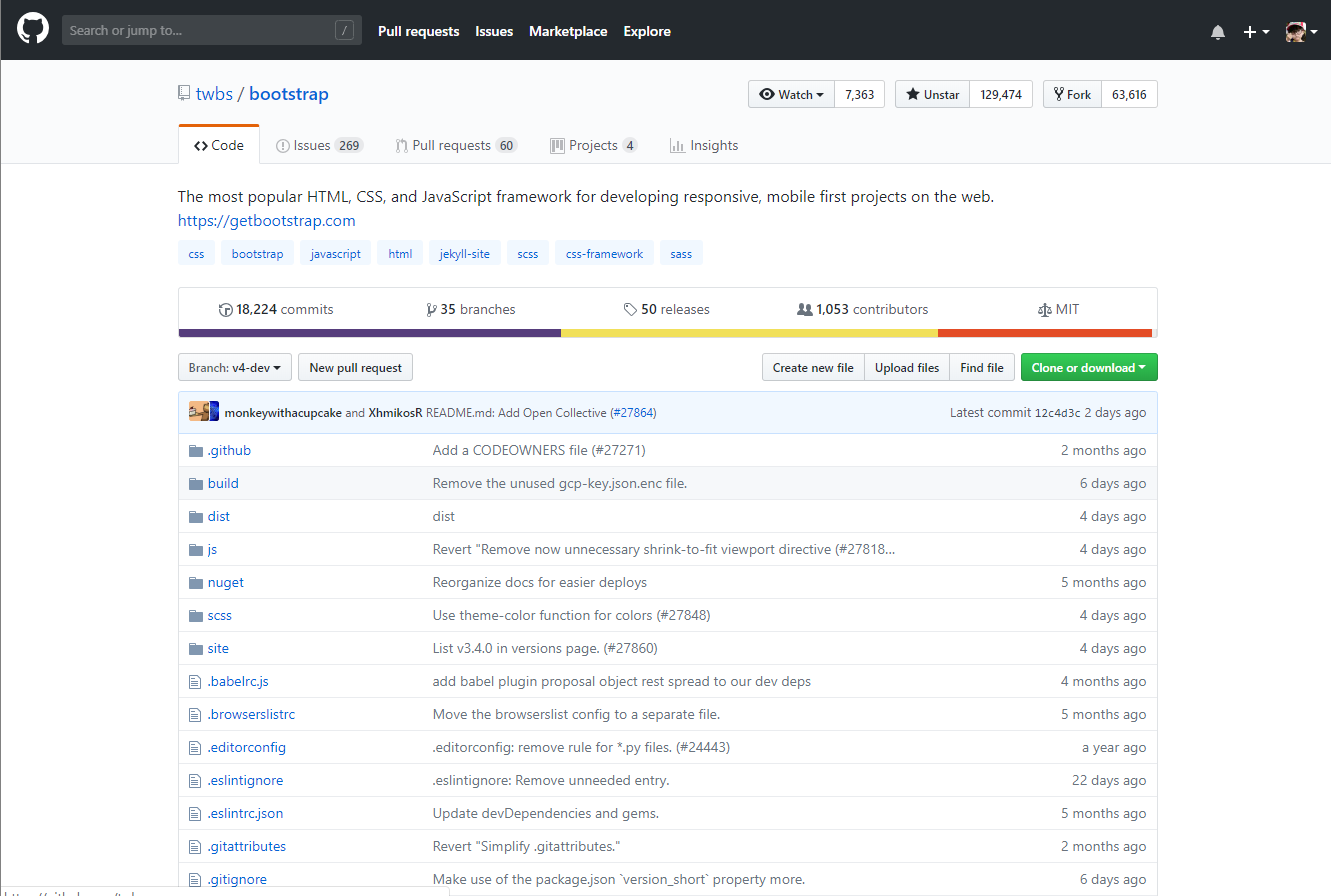 Search or jump to... / Pull requests Issues Marketplace Explore
twbs / bootstrap Watch 7,363 Unstar 129,474 Fork 63,616
Code Issues 269 Pull requests 60 Projects 4 Insights
The most popular HTML, CSS, and JavaScript framework for developing responsive, mobile first projects on the web.
https://getbootstrap.com
css bootstrap javascript html jekyll-site scss css-framework sass
18,224 commits 35 branches 50 releases 1,053 contributors MIT
Branch: v4-dev New pull request Create new file Upload files Find file Clone or download
monkeywithacupcake and XhmikosR README.md: Add Open Collective (#27864) Latest commit 12c4d3c 2 days ago
.github Add a CODEOWNERS file (#27271) 2 months ago
build Remove the unused gcp-key.json.enc file. 6 days ago
dist dist 4 days ago
js Revert "Remove now unnecessary shrink-to-fit viewport directive (#27818... 4 days ago
nuget Reorganize docs for easier deploys 5 months ago
scss Use theme-color function for colors (#27848) 4 days ago
site List v3.4.0 in versions page. (#27860) 4 days ago
.babelrc.js add babel plugin proposal object rest spread to our dev deps 4 months ago
.browserslistrc Move the browserslist config to a separate file. 5 months ago
.editorconfig .editorconfig: remove rule for *.py files. (#24443) a year ago
.eslintignore .eslintignore: Remove unneeded entry. 22 days ago
.eslintrc.json Update devDependencies and gems. 5 months ago
.gitattributes Revert "Simplify .gitattributes." 2 months ago
.gitignore Make use of the package.json `version_short` property more. 6 days ago